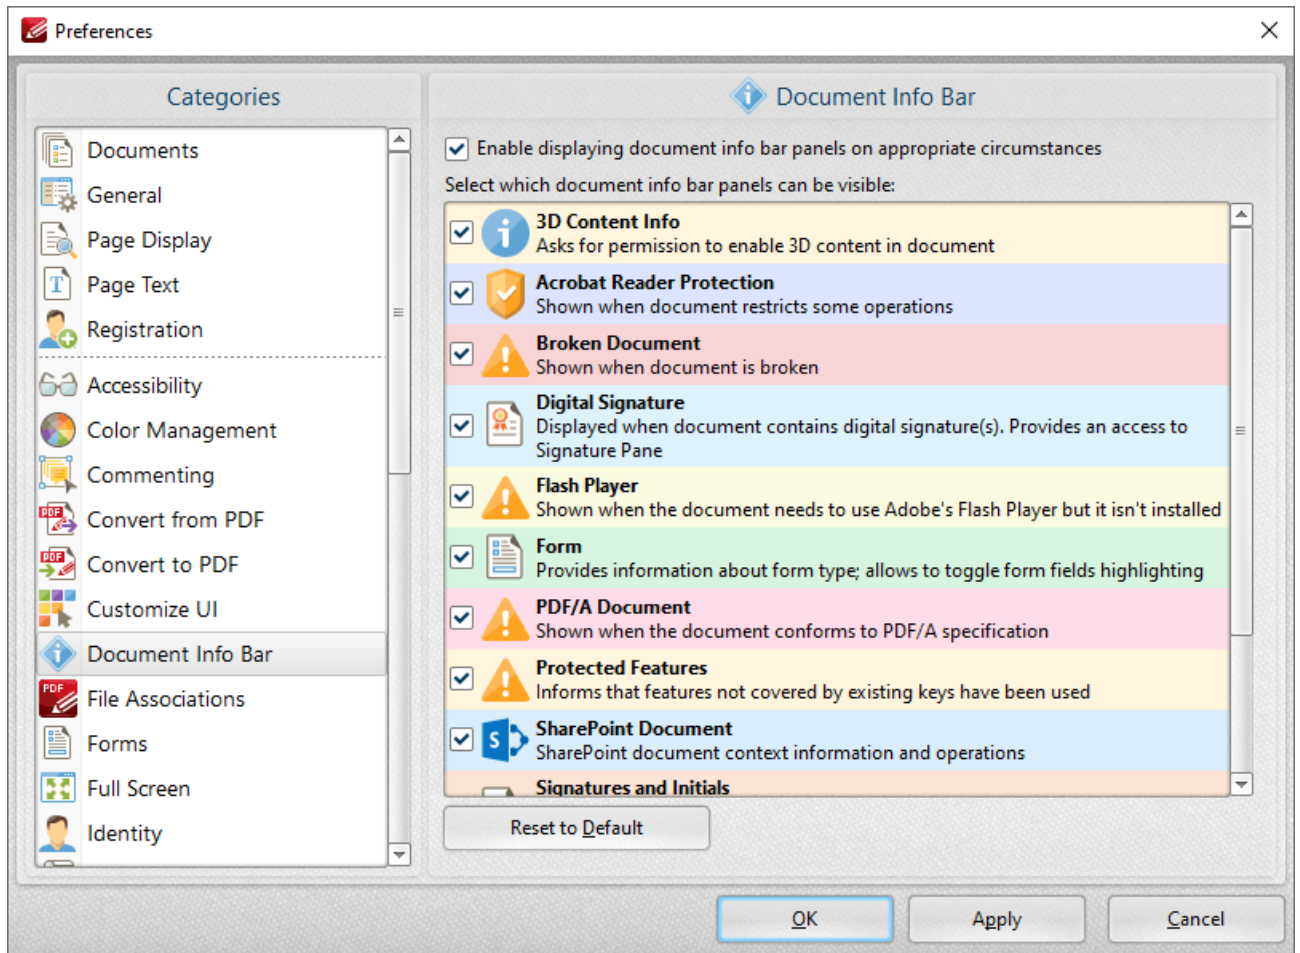 Preferences
Categories
Documents
General
Page Display
Page Text
Registration
Accessibility
Color Management
Commenting
Convert from PDF
Convert to PDF
Customize UI
Document Info Bar
File Associations
Forms
Full Screen
Identity
Document Info Bar
Enable displaying document info bar panels on appropriate circumstances
Select which document info bar panels can be visible:
3D Content Info
Asks for permission to enable 3D content in document
Acrobat Reader Protection
Shown when document restricts some operations
Broken Document
Shown when document is broken
Digital Signature
Displayed when document contains digital signature(s). Provides an access to
Signature Pane
Flash Player
Shown when the document needs to use Adobe's Flash Player but it isn't installed
Form
Provides information about form type; allows to toggle form fields highlighting
PDF/A Document
Shown when the document conforms to PDF/A specification
Protected Features
Informs that features not covered by existing keys have been used
SharePoint Document
SharePoint document context information and operations
Signatures and Initials
Reset to Default
OK
Apply
Cancel